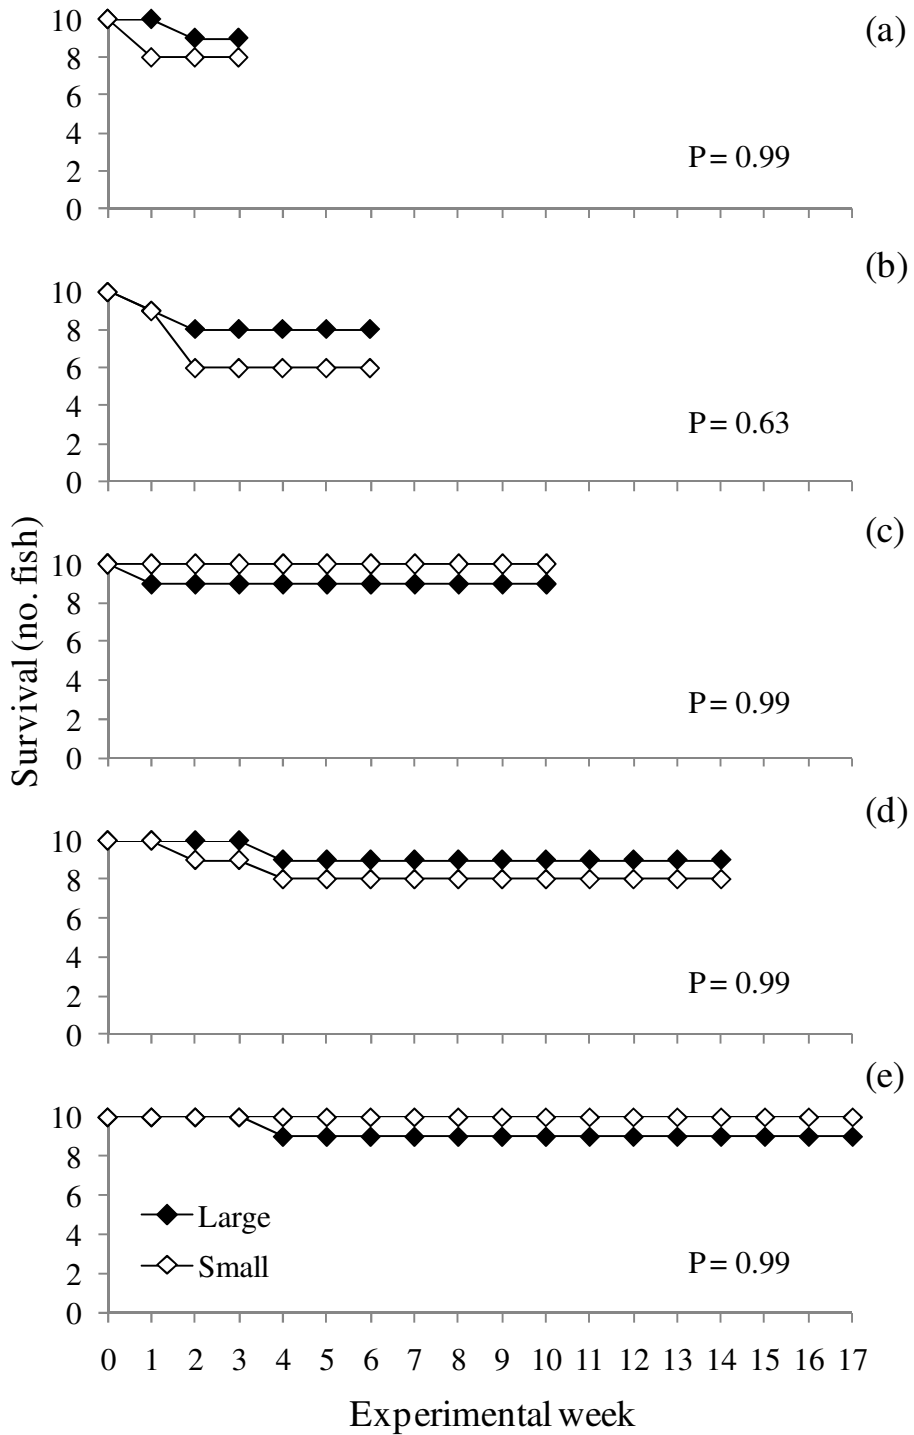 (a)
10
8
6
4
2
0
P = 0.99
(b)
10
8
6
4
2
0
P = 0.63
Survival (no. fish)
(c)
10
8
6
4
2
0
P = 0.99
(d)
10
8
6
4
2
0
P = 0.99
(e)
10
8
6
4
2
0
Large
Small
P = 0.99
0 1 2 3 4 5 6 7 8 9 10 11 12 13 14 15 16 17
Experimental week